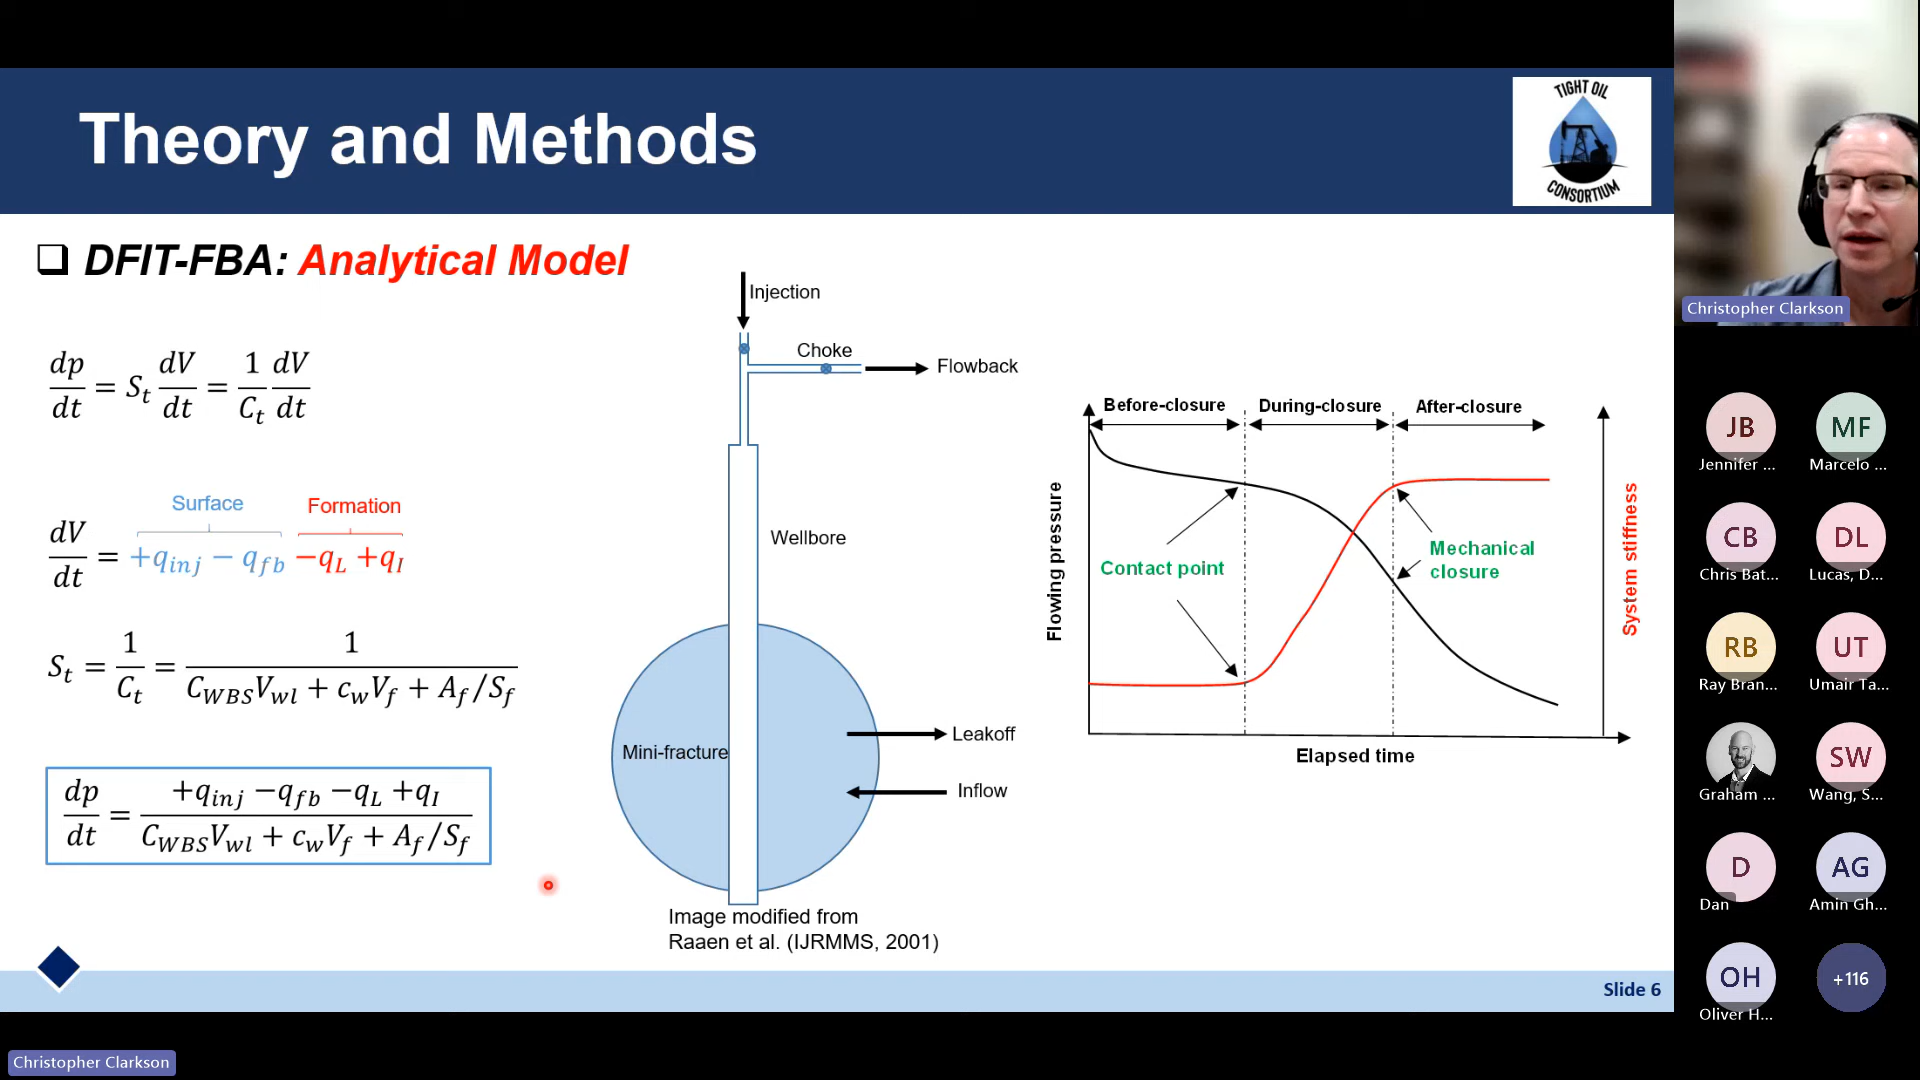 TIGHT OIL
CONSORTIUM
Theory and Methods
DFIT-FBA: Analytical Model
dp/dt = S_t dV/dt = 1/C_t dV/dt
Surface Formation
dV/dt = +q_inj − q_fb −q_L +q_I
S_t = 1/C_t = 1/(C_WBS V_wl + c_w V_f + A_f/S_f)
dp/dt = (+q_inj −q_fb −q_L +q_I)/(C_WBS V_wl + c_w V_f + A_f/S_f)
Injection
Choke
Flowback
Wellbore
Mini-fracture
Leakoff
Inflow
Image modified from
Raaen et al. (IJRMMS, 2001)
Before-closure During-closure After-closure
Flowing pressure
Contact point
Mechanical
closure
System stiffness
Elapsed time
Slide 6
Christopher Clarkson
JB
Jennifer ...
MF
Marcelo ...
CB
Chris Bat...
DL
Lucas, D...
RB
Ray Bran...
UT
Umair Ta...
Graham ...
SW
Wang, S...
D
Dan
AG
Amin Gh...
OH
Oliver H...
+116
Christopher Clarkson